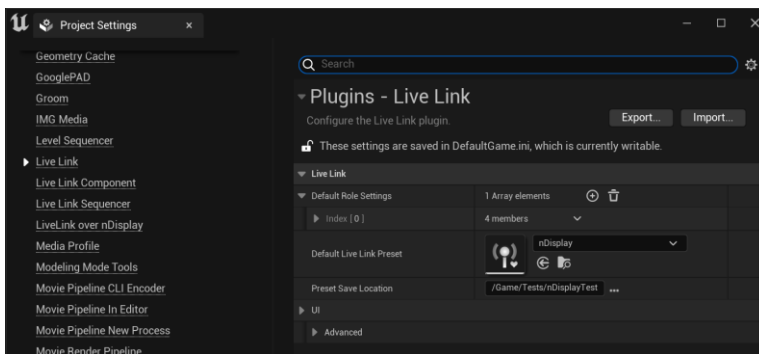 Project Settings
Geometry Cache
GooglePAD
Groom
IMG Media
Level Sequencer
Live Link
Live Link Component
Live Link Sequencer
LiveLink over nDisplay
Media Profile
Modeling Mode Tools
Movie Pipeline CLI Encoder
Movie Pipeline In Editor
Movie Pipeline New Process
Movie Render Pipeline
Search
Plugins - Live Link
Configure the Live Link plugin.
Export... Import...
These settings are saved in DefaultGame.ini, which is currently writable.
Live Link
Default Role Settings 1 Array elements
Index [ 0 ] 4 members
Default Live Link Preset nDisplay
Preset Save Location /Game/Tests/nDisplayTest ...
UI
Advanced